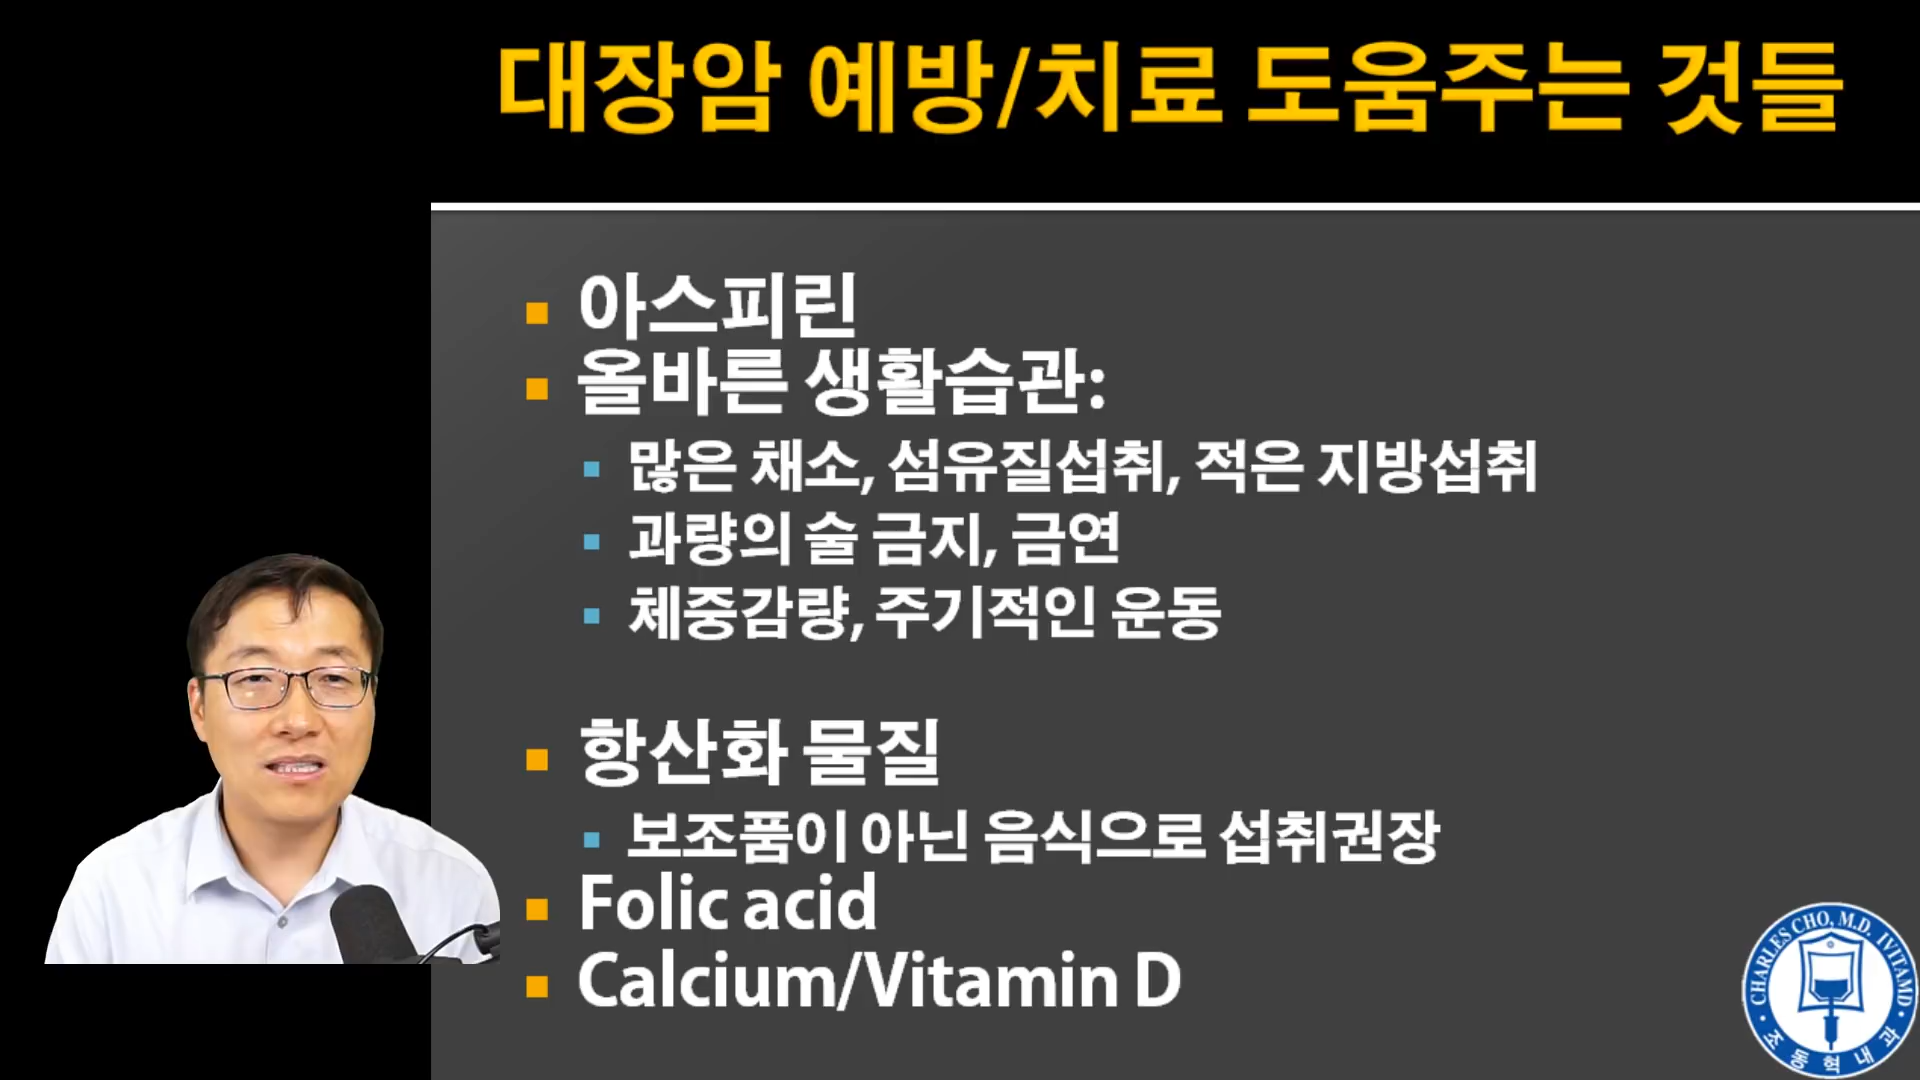 대장암 예방/치료 도움주는 것들
아스피린
올바른 생활습관:
많은 채소, 섬유질섭취, 적은 지방섭취
과량의 술 금지, 금연
체중감량, 주기적인 운동
항산화 물질
보조품이 아닌 음식으로 섭취권장
Folic acid
Calcium/Vitamin D
CHARLES CHO, M.D. IVITAMD
조동혁내과